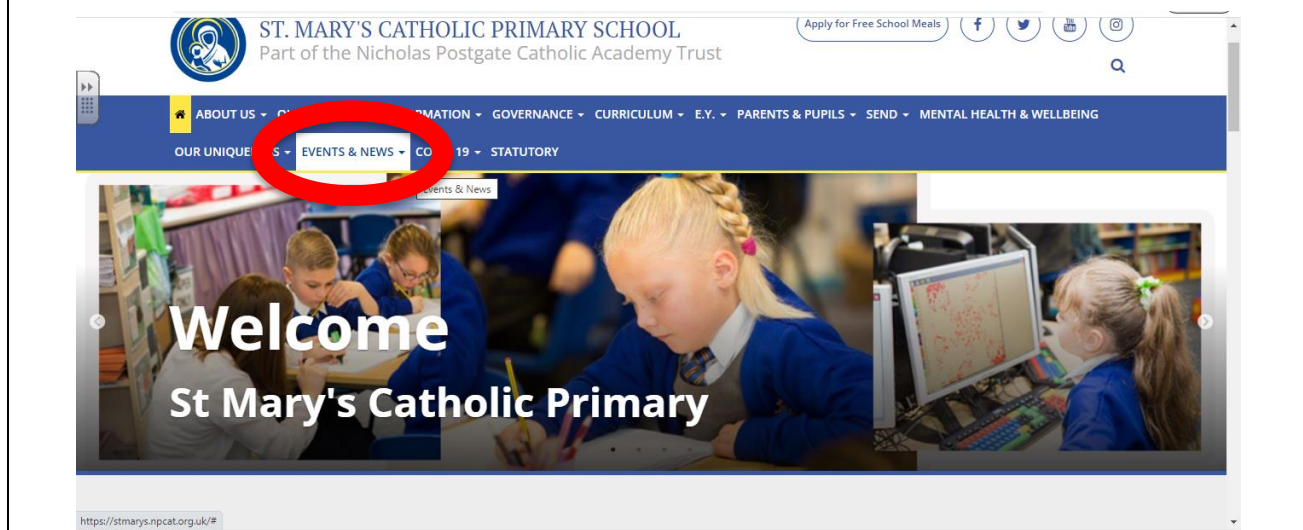 ST. MARY'S CATHOLIC PRIMARY SCHOOL
Part of the Nicholas Postgate Catholic Academy Trust
Apply for Free School Meals
ABOUT US GOVERNANCE CURRICULUM E.Y. PARENTS & PUPILS SEND MENTAL HEALTH & WELLBEING
OUR EVENTS & NEWS 19 STATUTORY
Events & News
Welcome
St Mary's Catholic Primary
https://stmarys.npcat.org.uk/#